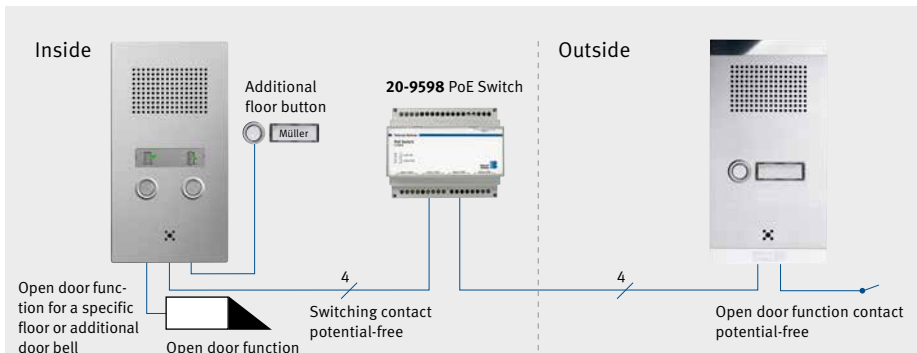 Inside
Outside
Additional
floor button
20-9598 PoE Switch
Müller
4
4
Open door func-
tion for a specific
floor or additional
door bell
Open door function
Switching contact
potential-free
Open door function contact
potential-free